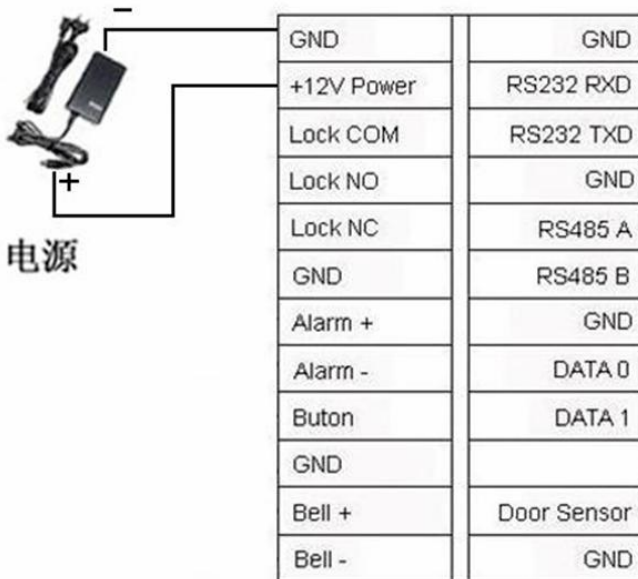 −
GND GND
+12V Power RS232 RXD
Lock COM RS232 TXD
Lock NO GND
+
Lock NC RS485 A
电源
GND RS485 B
Alarm + GND
Alarm - DATA 0
Buton DATA 1
GND
Bell + Door Sensor
Bell - GND